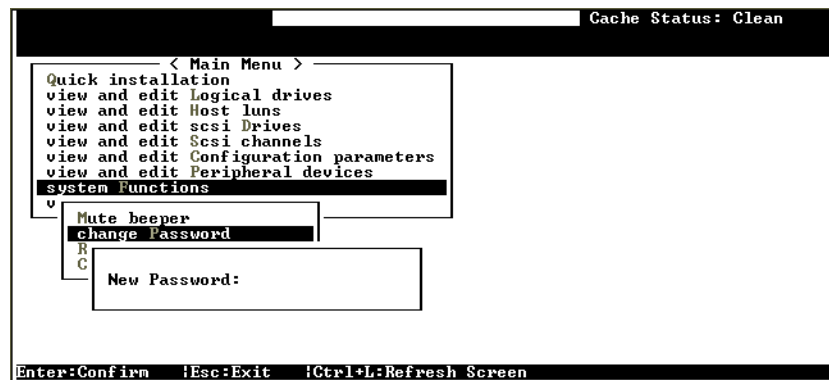 Cache Status: Clean
< Main Menu >
Quick installation
view and edit Logical drives
view and edit Host luns
view and edit scsi Drives
view and edit Scsi channels
view and edit Configuration parameters
view and edit Peripheral devices
system Functions
v
Mute beeper
change Password
R
C
New Password:
Enter:Confirm |Esc:Exit |Ctrl+L:Refresh Screen